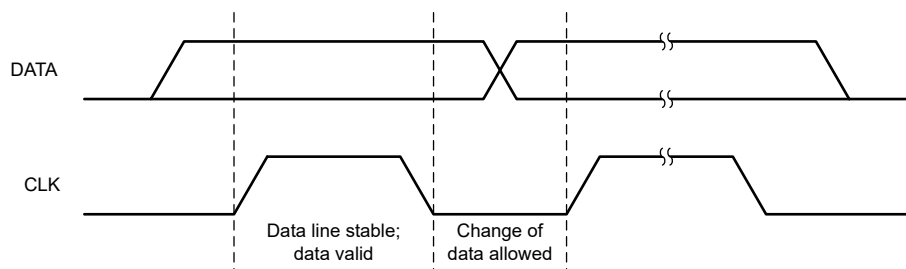 DATA
CLK
Data line stable;
data valid
Change of
data allowed